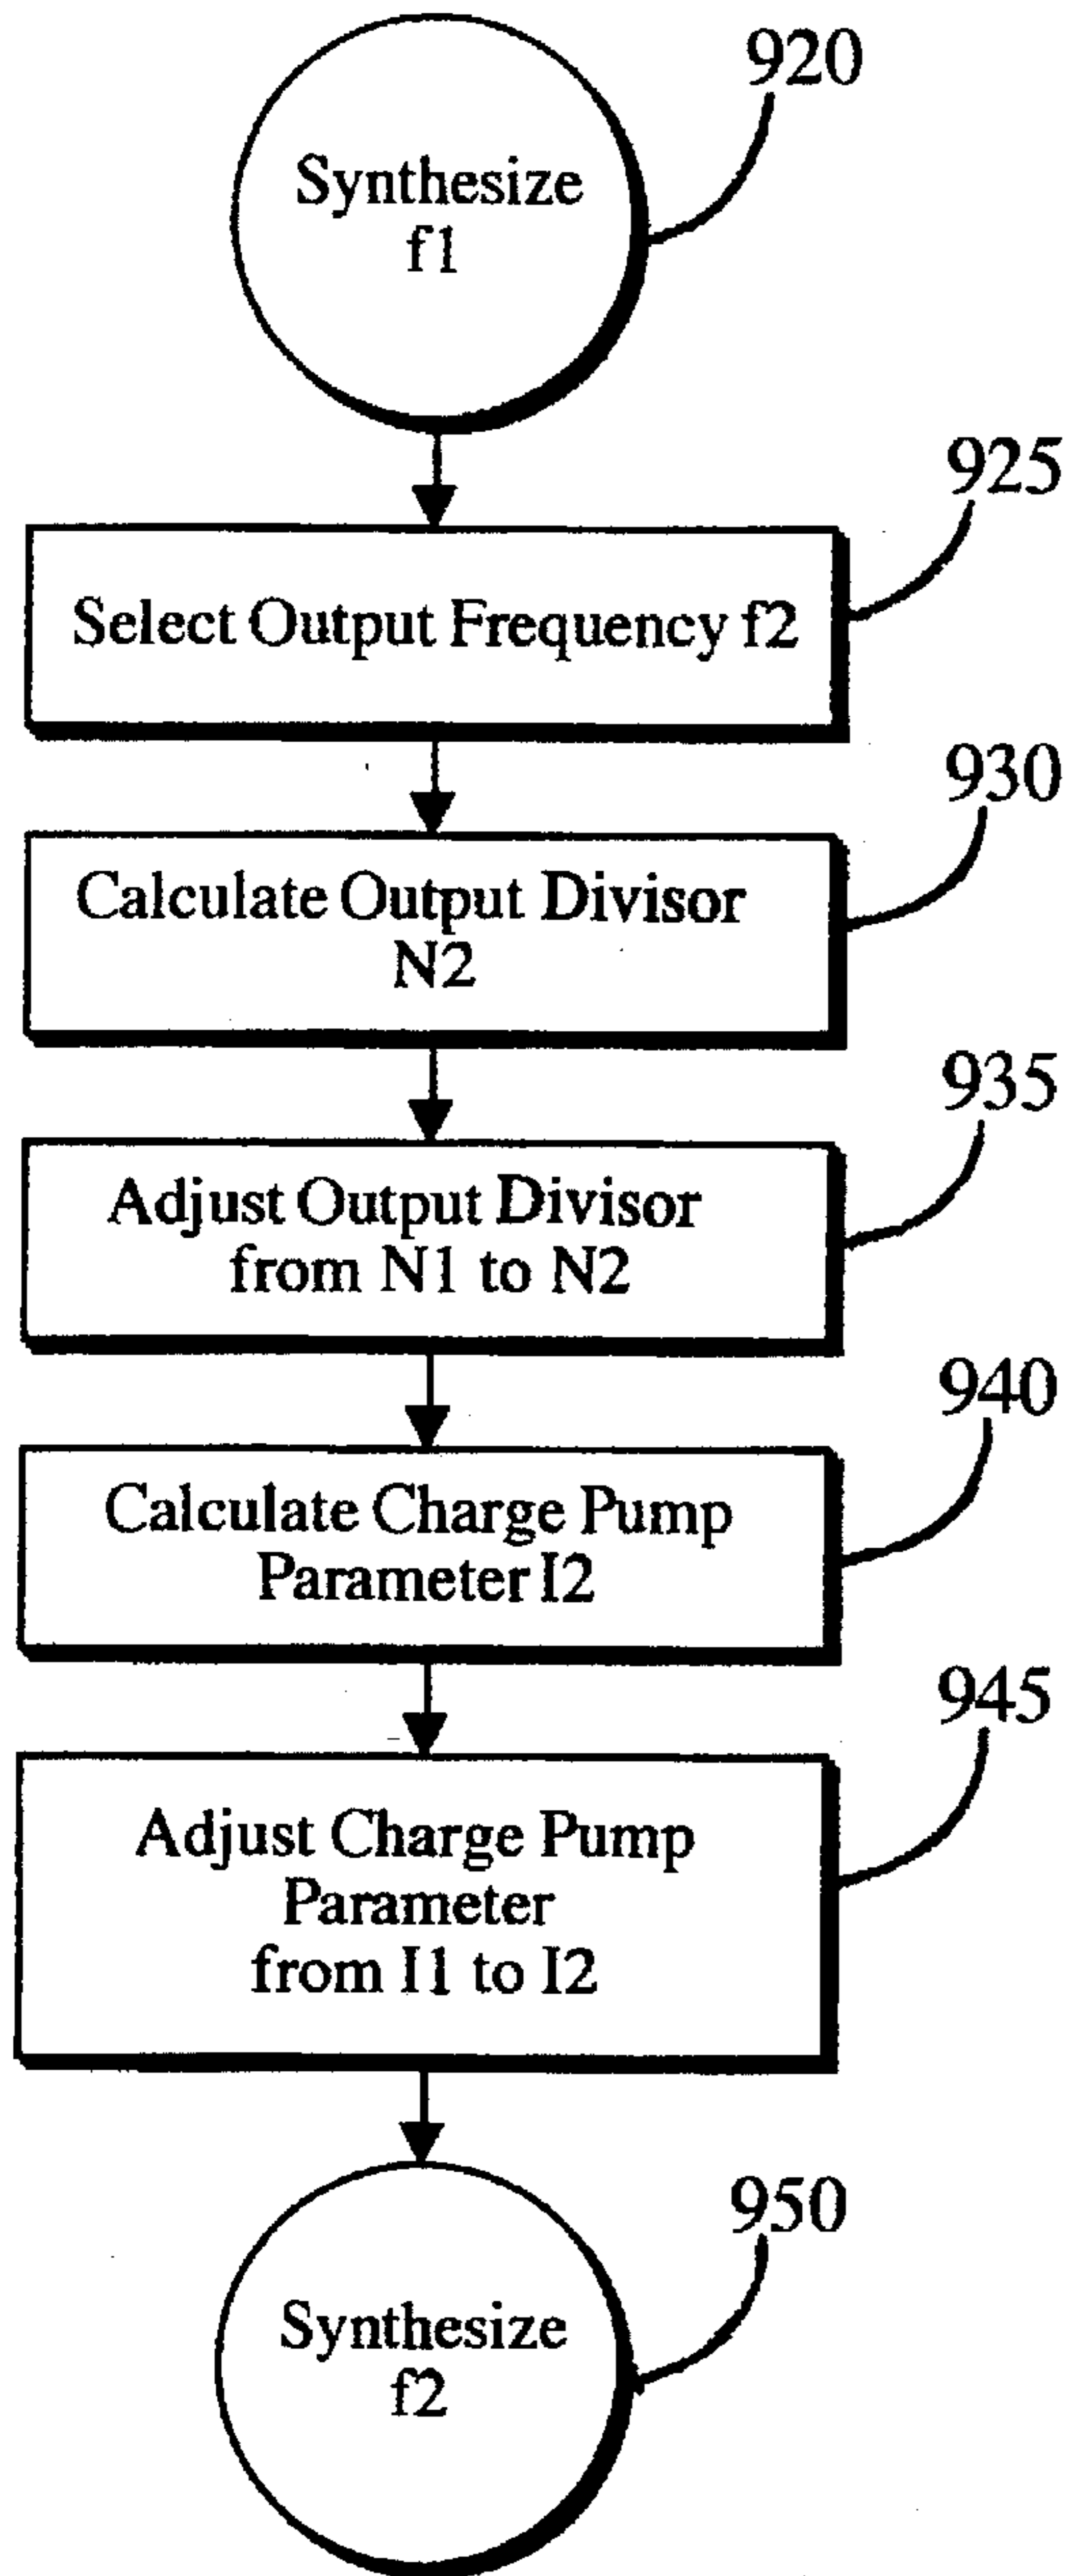 920
Synthesize
f1
925
Select Output Frequency f2
930
Calculate Output Divisor
N2
935
Adjust Output Divisor
from N1 to N2
940
Calculate Charge Pump
Parameter I2
945
Adjust Charge Pump
Parameter
from I1 to I2
950
Synthesize
f2